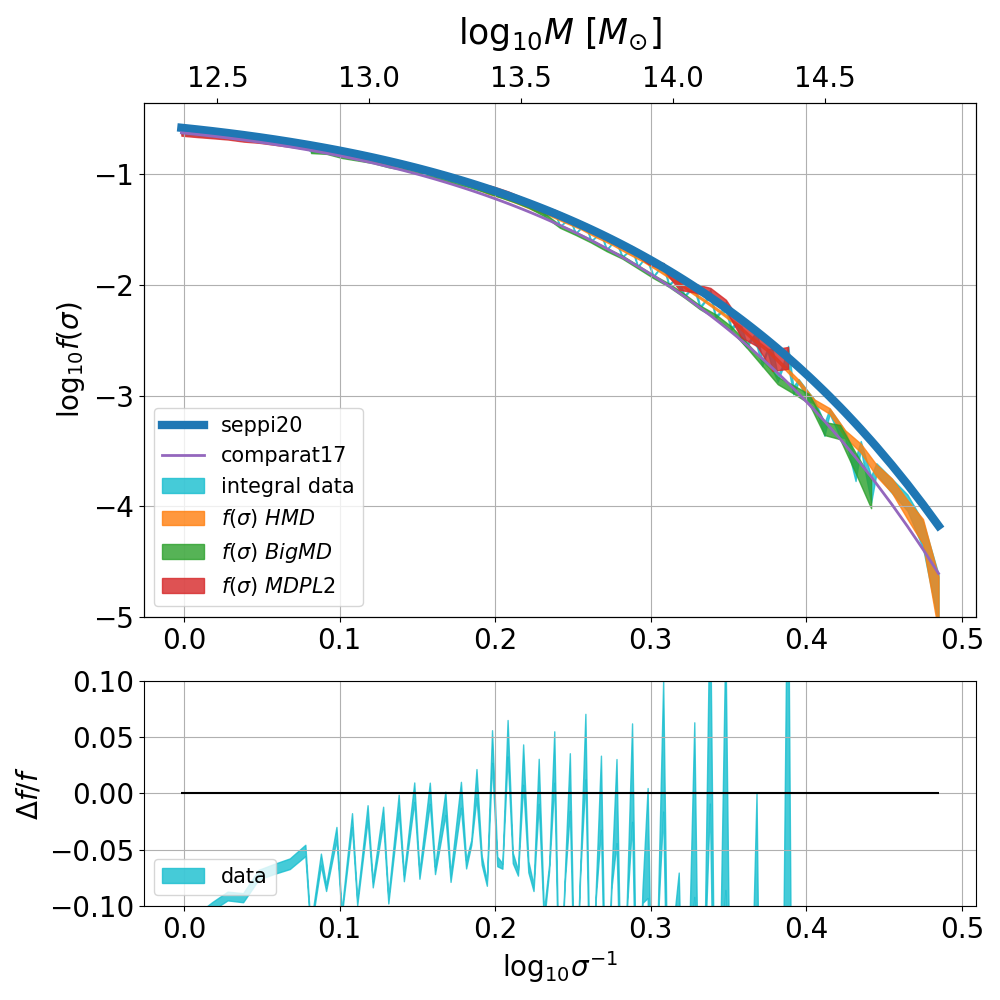 log₁₀M [M⊙]
12.5 13.0 13.5 14.0 14.5
−1
−2
−3
−4
−5
log₁₀f(σ)
seppi20
comparat17
integral data
f(σ) HMD
f(σ) BigMD
f(σ) MDPL2
0.0 0.1 0.2 0.3 0.4 0.5
0.10
0.05
0.00
−0.05
−0.10
Δf/f
data
0.0 0.1 0.2 0.3 0.4 0.5
log₁₀σ⁻¹